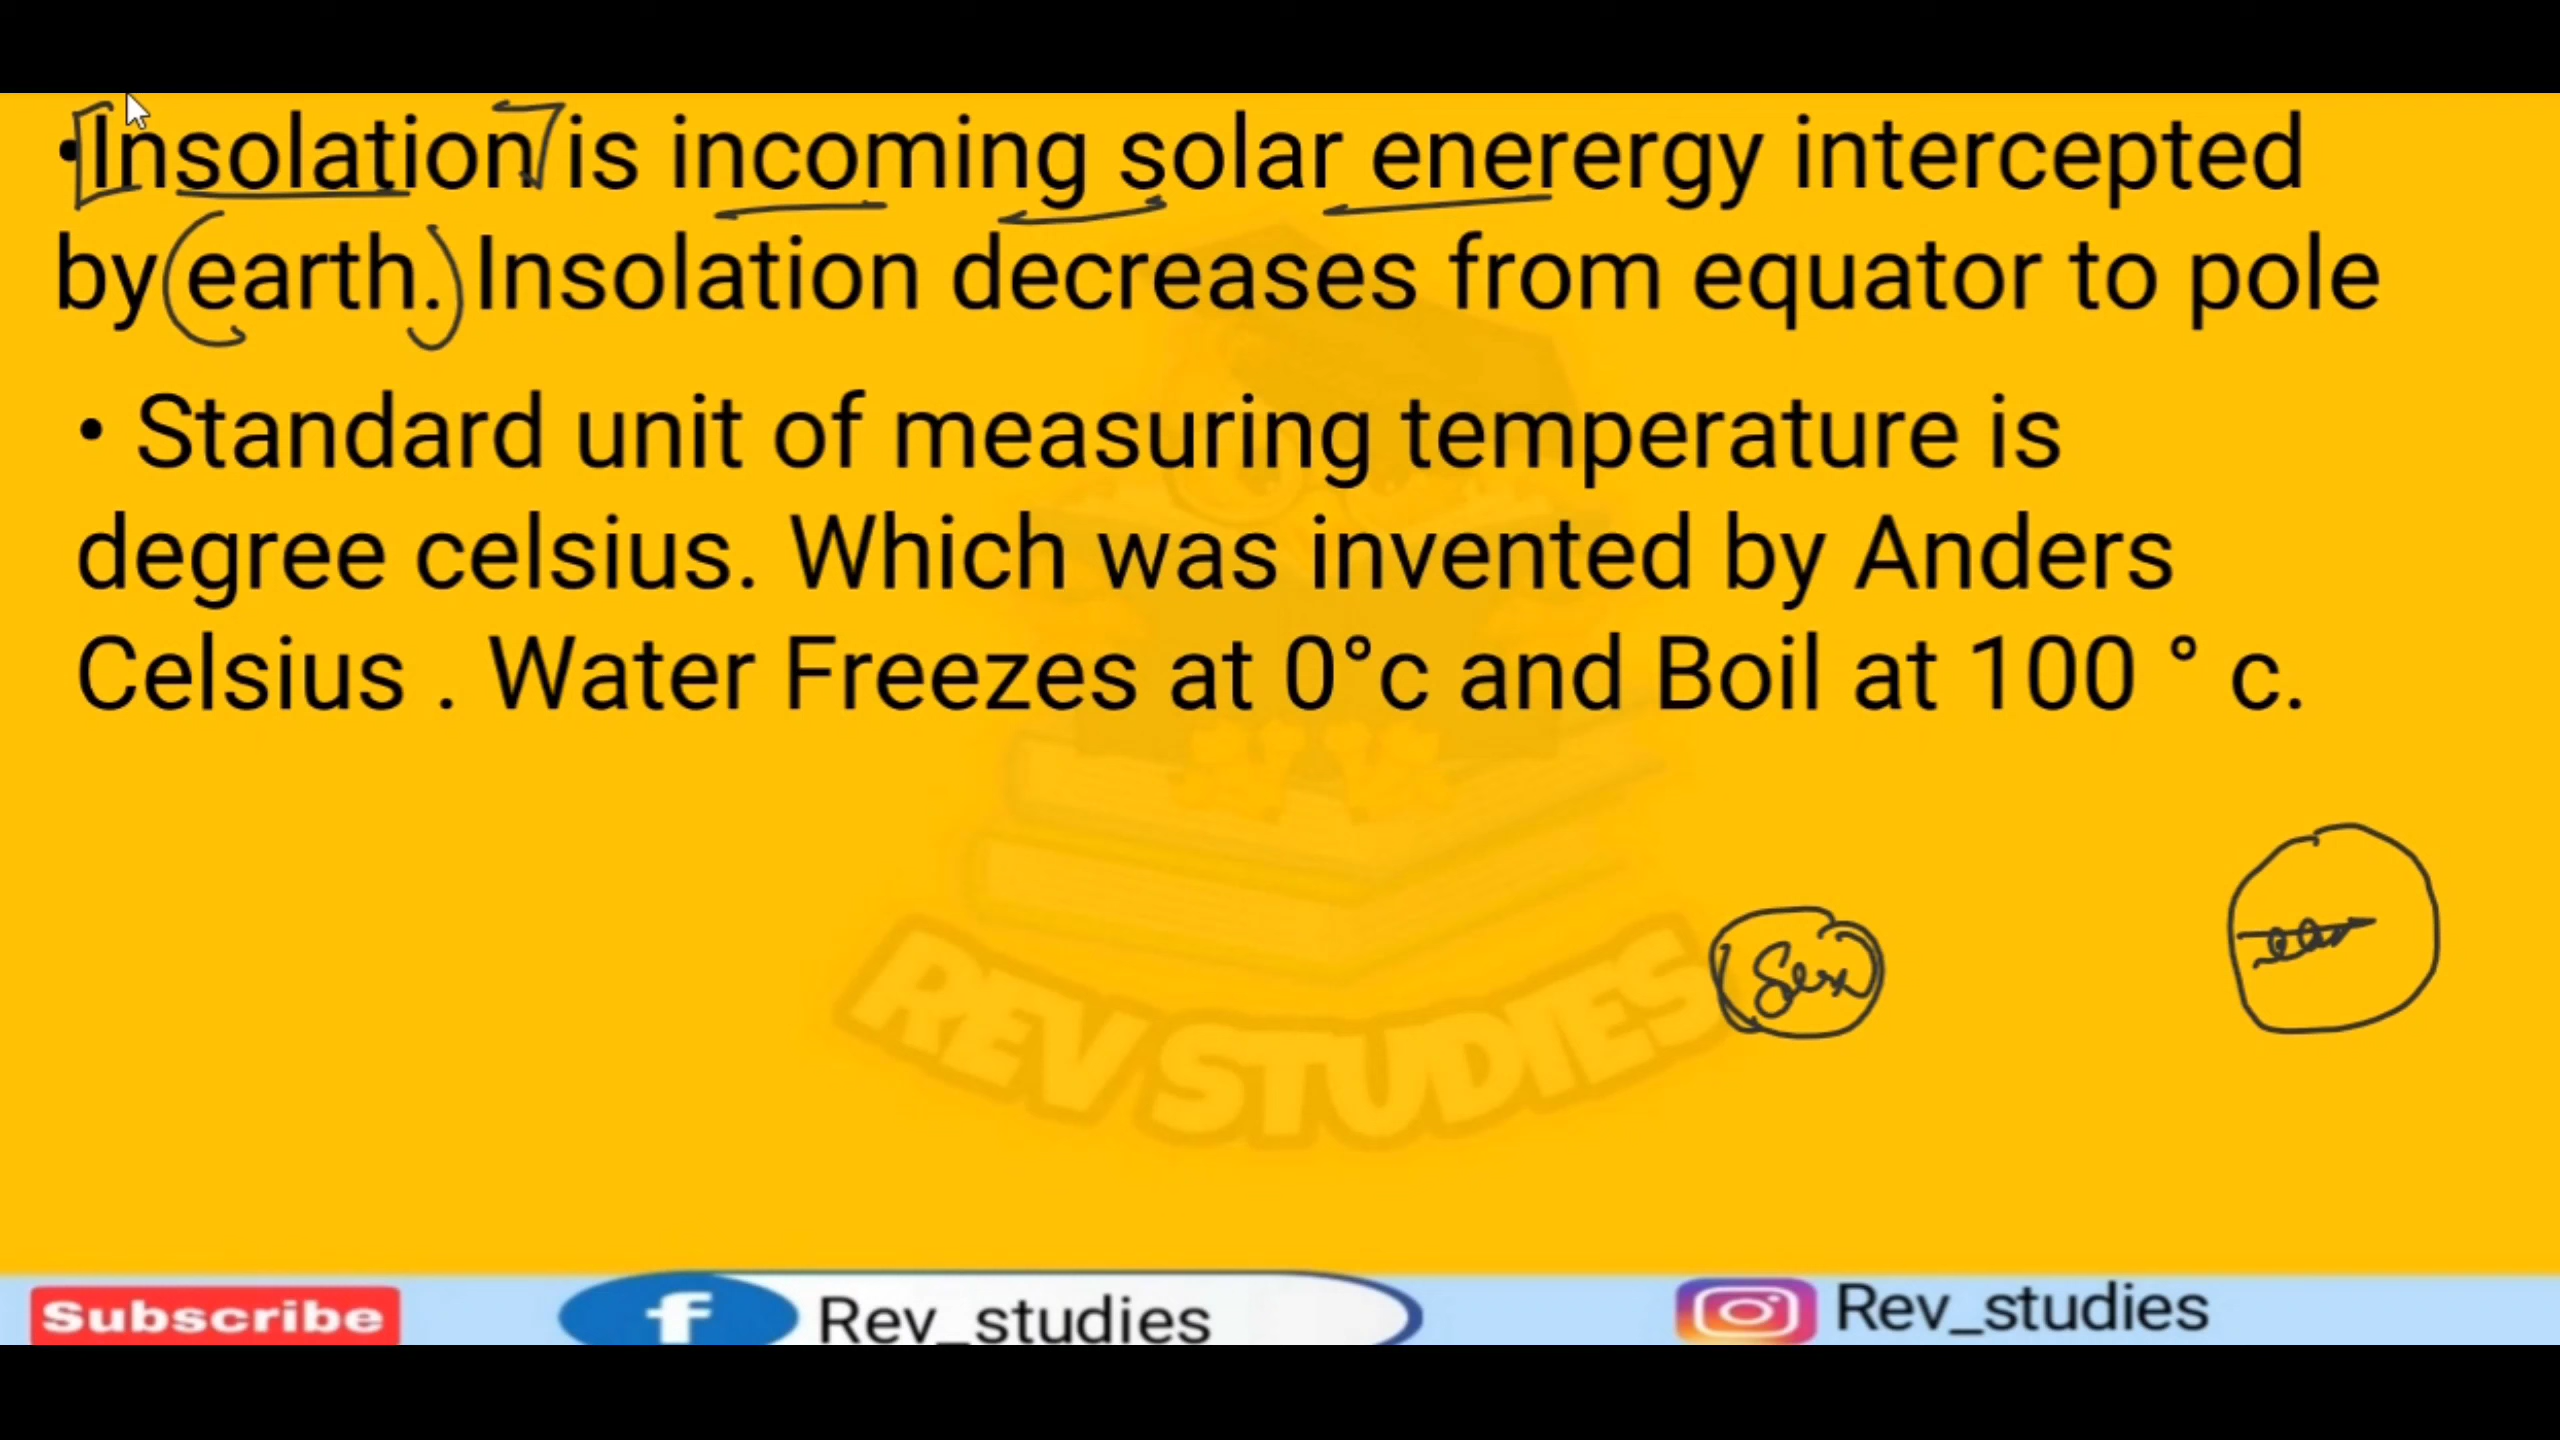 •Insolation is incoming solar enerergy intercepted
by earth. Insolation decreases from equator to pole
• Standard unit of measuring temperature is
degree celsius. Which was invented by Anders
Celsius . Water Freezes at 0°c and Boil at 100 ° c.
REV STUDIES
Subscribe
f Rev_studies
Rev_studies